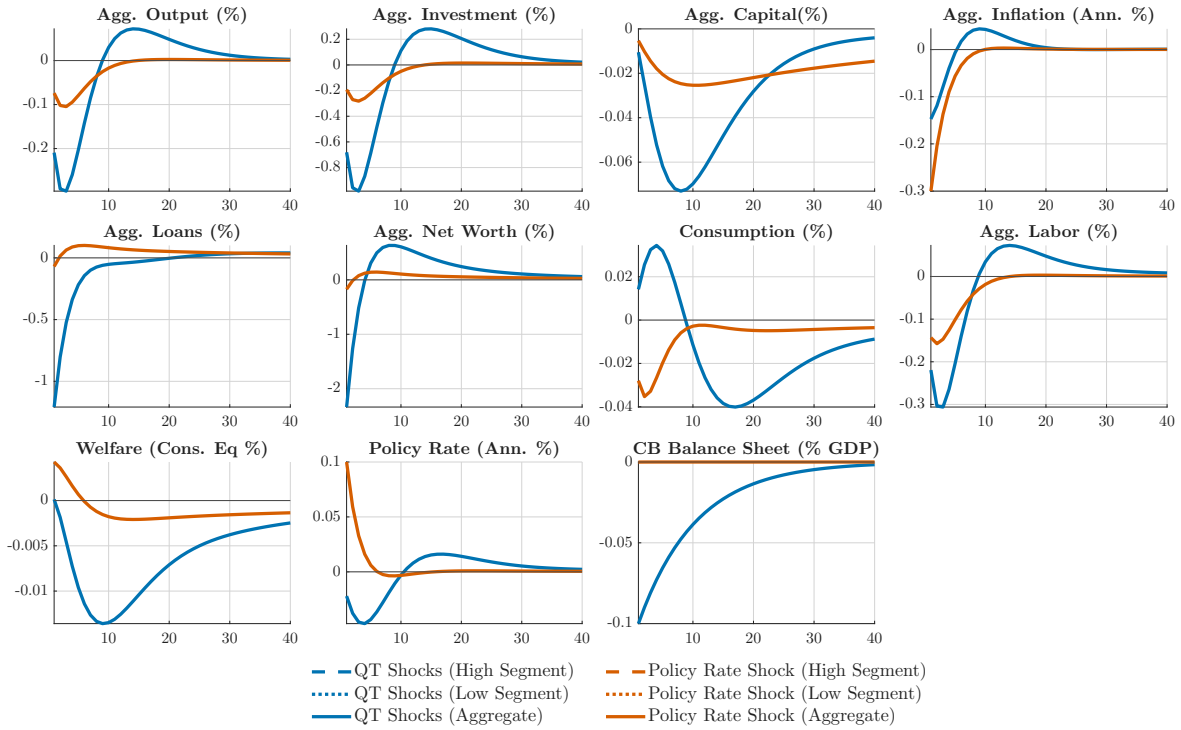 Agg. Output (%)
0
-0.1
-0.2
10 20 30 40
Agg. Investment (%)
0.2
0
-0.2
-0.4
-0.6
-0.8
10 20 30 40
Agg. Capital(%)
0
-0.02
-0.04
-0.06
10 20 30 40
Agg. Inflation (Ann. %)
0
-0.1
-0.2
-0.3
10 20 30 40
Agg. Loans (%)
0
-0.5
-1
10 20 30 40
Agg. Net Worth (%)
0
-1
-2
10 20 30 40
Consumption (%)
0.02
0
-0.02
-0.04
10 20 30 40
Agg. Labor (%)
0
-0.1
-0.2
-0.3
10 20 30 40
Welfare (Cons. Eq %)
0
-0.005
-0.01
10 20 30 40
Policy Rate (Ann. %)
0.1
0.05
0
10 20 30 40
CB Balance Sheet (% GDP)
0
-0.05
-0.1
10 20 30 40
QT Shocks (High Segment)
QT Shocks (Low Segment)
QT Shocks (Aggregate)
Policy Rate Shock (High Segment)
Policy Rate Shock (Low Segment)
Policy Rate Shock (Aggregate)